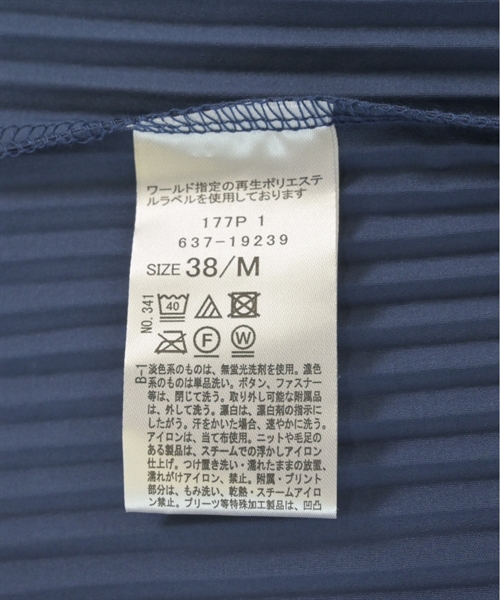 ワールド指定の再生ポリエステ
ルラベルを使用しております
177P 1
637-19239
SIZE 38/M
NO. 341
40
F
W
B-1
淡色系のものは、無蛍光洗剤を使用。濃色
系のものは単品洗い。ボタン、ファスナー
等は、閉じて洗う。取り外し可能な附属品
は、外して洗う。漂白は、漂白剤の指示に
したがう。汗をかいた場合、速やかに洗う。
アイロンは、当て布使用。ニットや毛足の
ある製品は、スチームでの浮かしアイロン
仕上げ。つけ置き洗い・濡れたままの放置、
濡れがけアイロン、禁止。附属・プリント
部分は、もみ洗い、乾熱・スチームアイロ
ン禁止。プリーツ等特殊加工製品は、凹凸